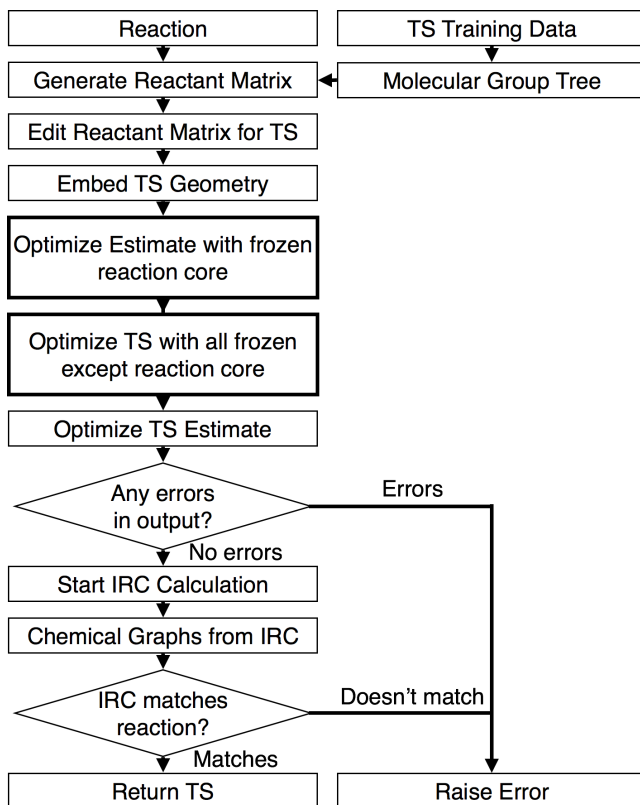 Reaction
TS Training Data
Generate Reactant Matrix
Molecular Group Tree
Edit Reactant Matrix for TS
Embed TS Geometry
Optimize Estimate with frozen
reaction core
Optimize TS with all frozen
except reaction core
Optimize TS Estimate
Any errors
in output?
Errors
No errors
Start IRC Calculation
Chemical Graphs from IRC
IRC matches
reaction?
Doesn’t match
Matches
Return TS
Raise Error